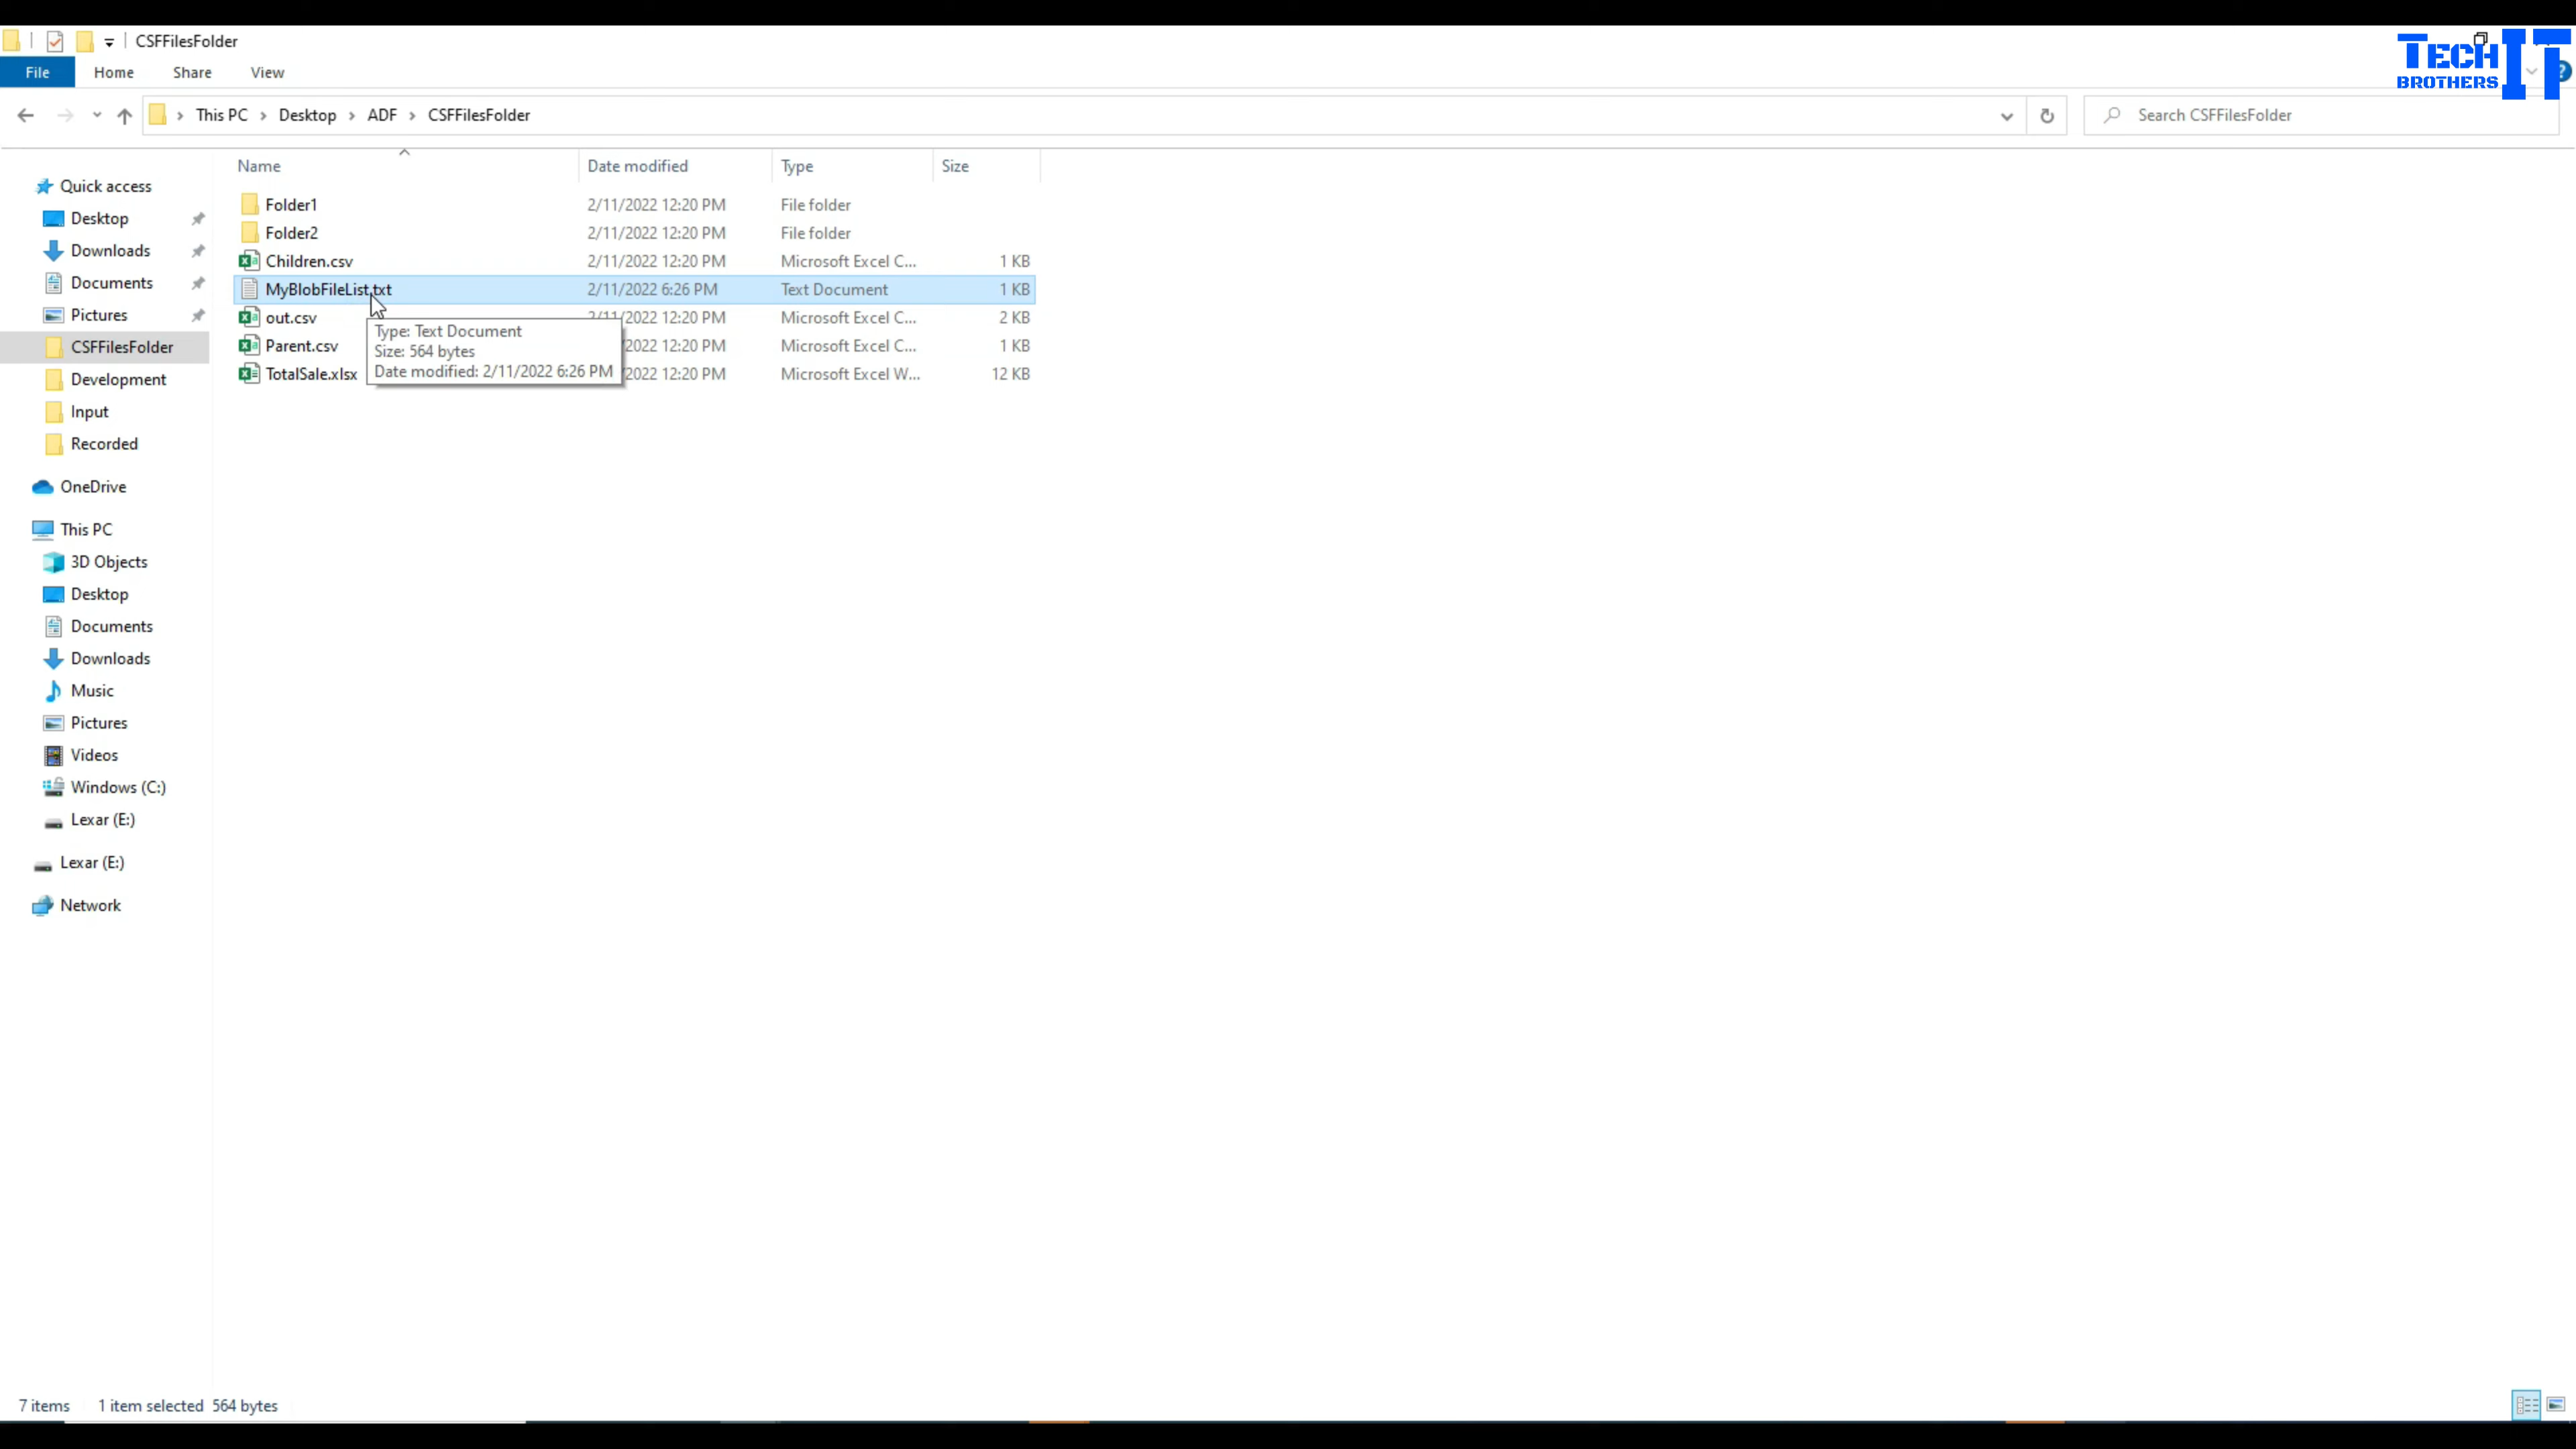 CSFFilesFolder
TECH IT
BROTHERS
File Home Share View
This PC Desktop ADF CSFFilesFolder
Search CSFFilesFolder
Name Date modified Type Size
Quick access
Desktop
Downloads
Documents
Pictures
CSFFilesFolder
Development
Input
Recorded
OneDrive
This PC
3D Objects
Desktop
Documents
Downloads
Music
Pictures
Videos
Windows (C:)
Lexar (E:)
Lexar (E:)
Network
Folder1 2/11/2022 12:20 PM File folder
Folder2 2/11/2022 12:20 PM File folder
Children.csv 2/11/2022 12:20 PM Microsoft Excel C... 1 KB
MyBlobFileList.txt 2/11/2022 6:26 PM Text Document 1 KB
out.csv 2/11/2022 12:20 PM Microsoft Excel C... 2 KB
Parent.csv 2022 12:20 PM Microsoft Excel C... 1 KB
TotalSale.xlsx 2022 12:20 PM Microsoft Excel W... 12 KB
Type: Text Document
Size: 564 bytes
Date modified: 2/11/2022 6:26 PM
7 items 1 item selected 564 bytes